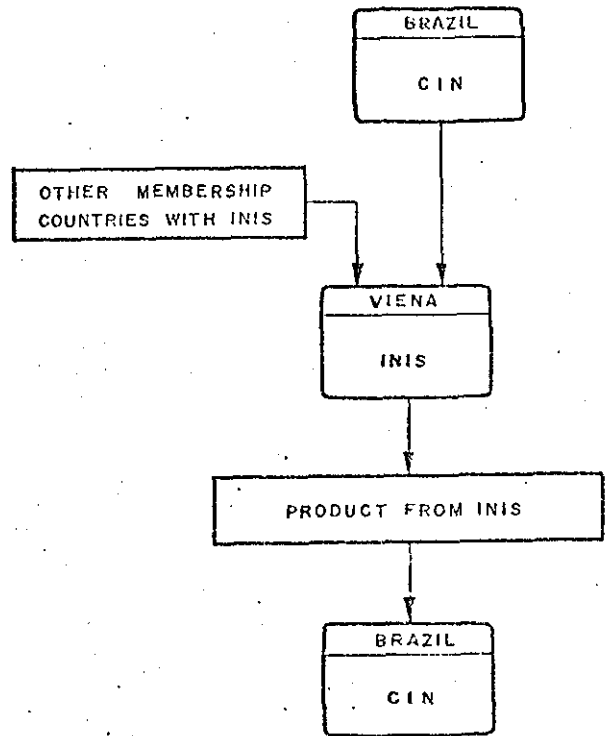 BRAZIL
CIN
OTHER MEMBERSHIP
COUNTRIES WITH INIS
VIENA
INIS
PRODUCT FROM INIS
BRAZIL
CIN